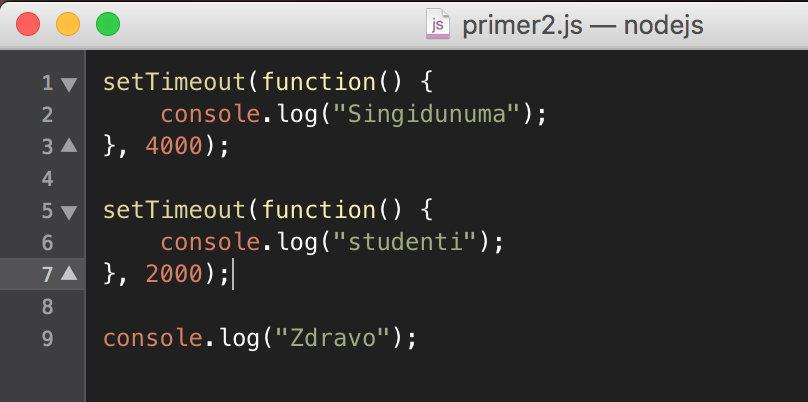 js primer2.js — nodejs
1 setTimeout(function() {
2     console.log("Singidunuma");
3 }, 4000);
4
5 setTimeout(function() {
6     console.log("studenti");
7 }, 2000);
8
9 console.log("Zdravo");